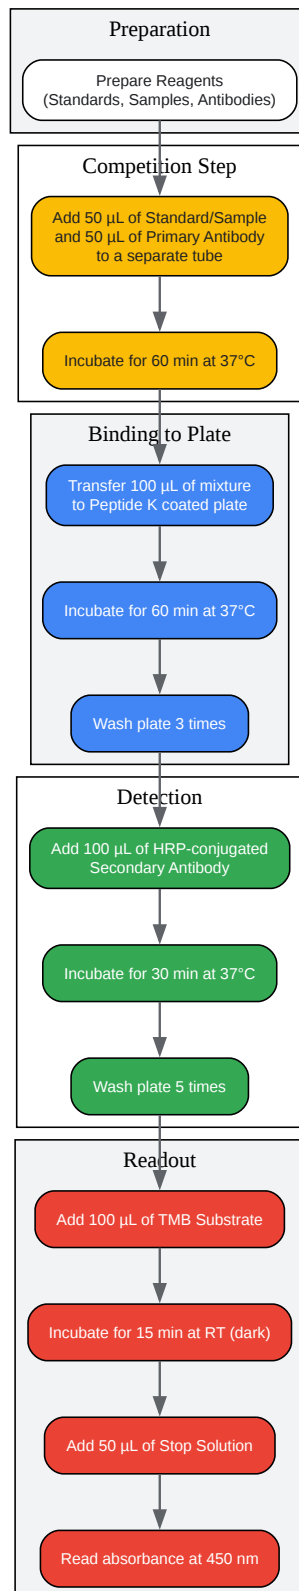 Preparation
Prepare Reagents
(Standards, Samples, Antibodies)
Competition Step
Add 50 µL of Standard/Sample
and 50 µL of Primary Antibody
to a separate tube
Incubate for 60 min at 37°C
Binding to Plate
Transfer 100 µL of mixture
to Peptide K coated plate
Incubate for 60 min at 37°C
Wash plate 3 times
Detection
Add 100 µL of HRP-conjugated
Secondary Antibody
Incubate for 30 min at 37°C
Wash plate 5 times
Readout
Add 100 µL of TMB Substrate
Incubate for 15 min at RT (dark)
Add 50 µL of Stop Solution
Read absorbance at 450 nm